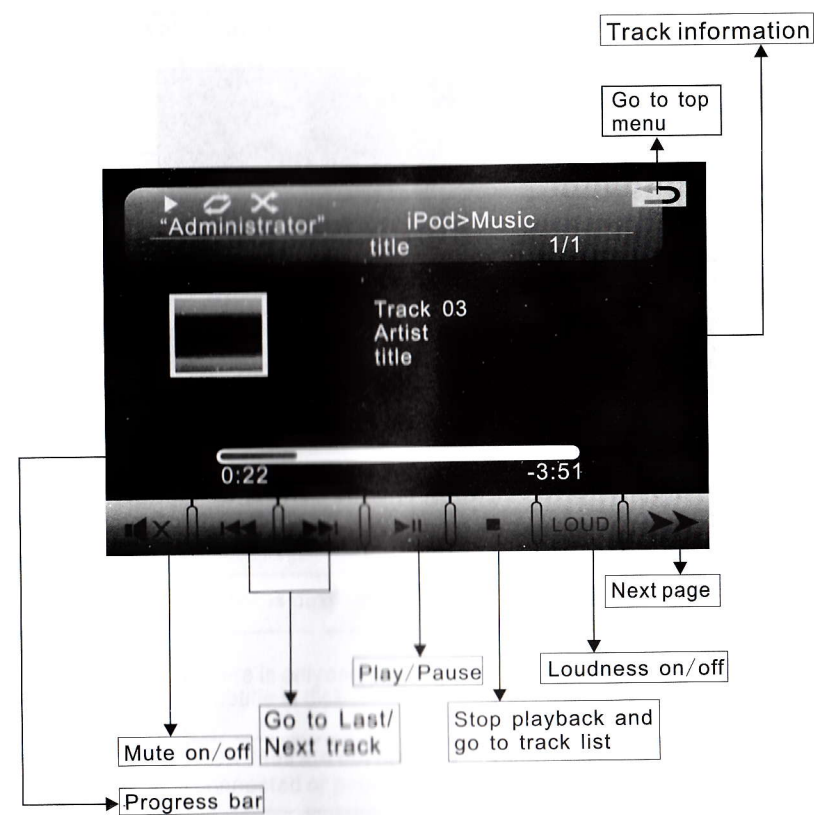 Track information
Go to top
menu
"Administrator" iPod>Music
title 1/1
Track 03
Artist
title
0:22 -3:51
LOUD
Next page
Play/Pause
Loudness on/off
Go to Last/
Next track
Stop playback and
go to track list
Mute on/off
Progress bar